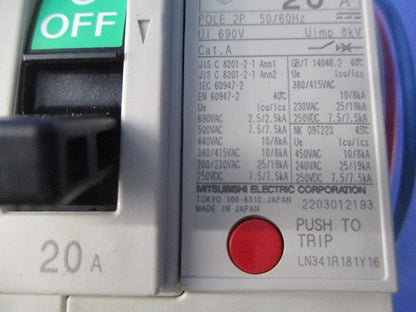 OFF
20 A
20 A
POLE 2P 50/60Hz
Ui 690V Uimp 8kV
Cat.A
JIS C 8201-2-1 Ann1
JIS C 8201-2-1 Ann2
IEC 60947-2
EN 60947-2
Ue Icu/Ics
690VAC 2.5/2.5kA
500VAC 7.5/7.5kA
440VAC 10/8kA
380/415VAC 10/8kA
200/230VAC 25/19kA
250VDC 7.5/7.5kA
GB/T 14048.2 40℃
Ue Icu/Ics
380/415VAC
10/8kA
230VAC 25/19kA
250VDC 7.5/7.5kA
NK 09T223 45℃
Ue Icu/Ics
450VAC 10/8kA
240VAC 25/19kA
250VDC 7.5/7.5kA
MITSUBISHI ELECTRIC CORPORATION
TOKYO 100-8310, JAPAN
MADE IN JAPAN
2203012193
PUSH TO
TRIP
LN341R181Y16